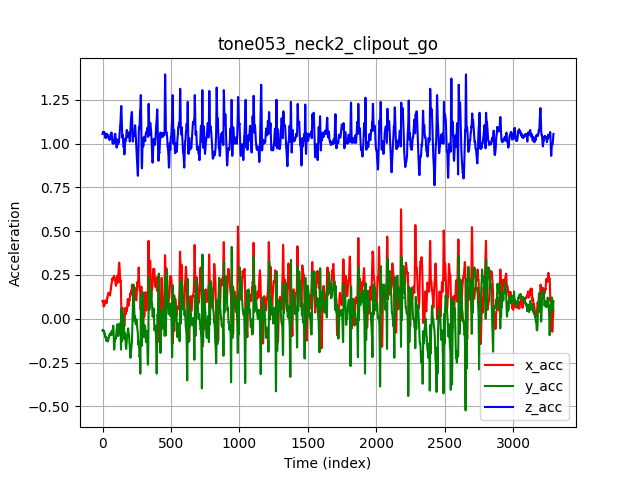 tone053_neck2_clipout_go
Acceleration
1.25
1.00
0.75
0.50
0.25
0.00
−0.25
−0.50
0
500
1000
1500
2000
2500
3000
Time (index)
x_acc
y_acc
z_acc